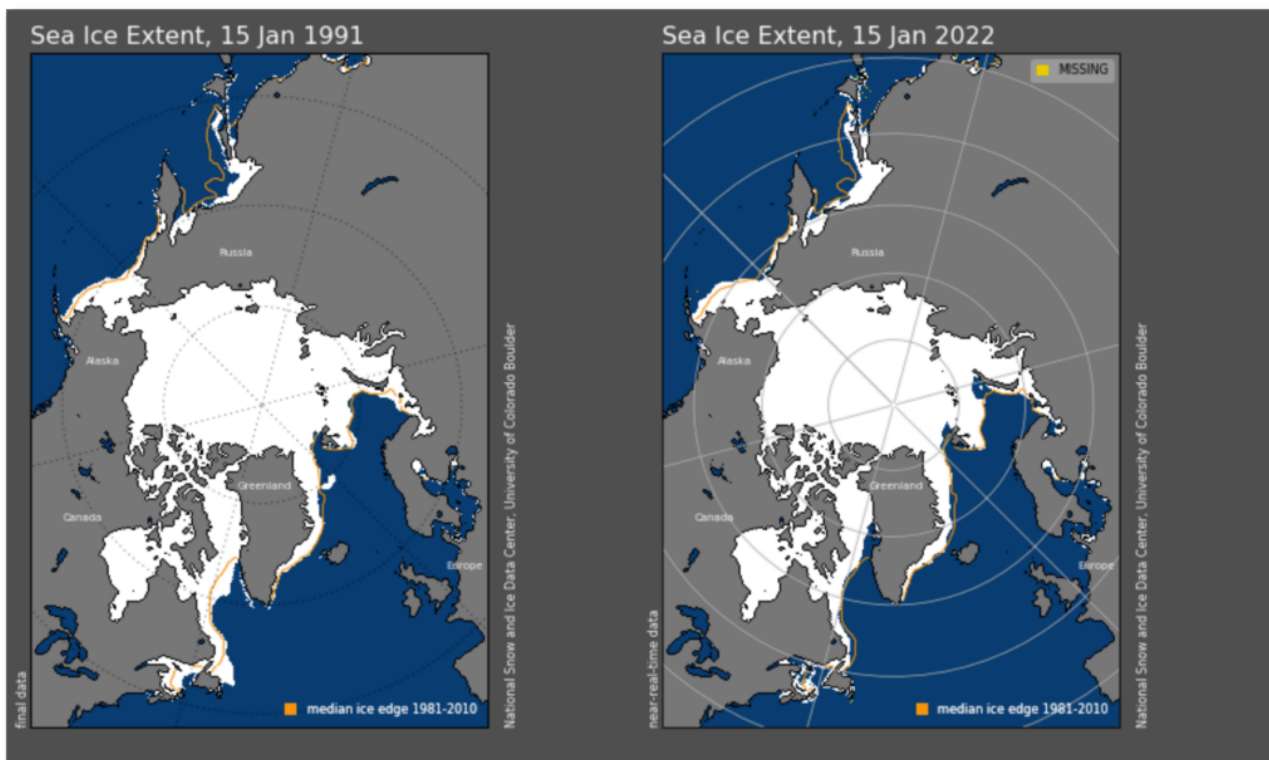 Sea Ice Extent, 15 Jan 1991
Russia
Alaska
Greenland
Canada
Europe
median ice edge 1981-2010
final data
National Snow and Ice Data Center, University of Colorado Boulder
Sea Ice Extent, 15 Jan 2022
MISSING
Russia
Alaska
Greenland
Canada
Europe
median ice edge 1981-2010
near-real-time data
National Snow and Ice Data Center, University of Colorado Boulder